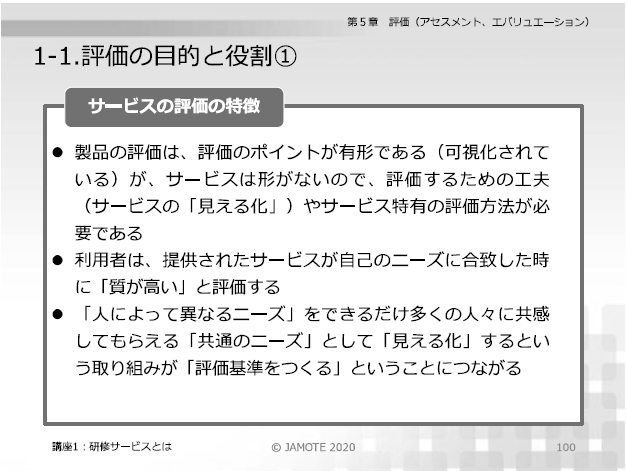 第５章　評価（アセスメント、エバリュエーション）
1-1.評価の目的と役割①
サービスの評価の特徴
● 製品の評価は、評価のポイントが有形である（可視化されて
いる）が、サービスは形がないので、評価するための工夫
（サービスの「見える化」）やサービス特有の評価方法が必
要である
● 利用者は、提供されたサービスが自己のニーズに合致した時
に「質が高い」と評価する
● 「人によって異なるニーズ」をできるだけ多くの人々に共感
してもらえる「共通のニーズ」として「見える化」するとい
う取り組みが「評価基準をつくる」ということにつながる
講座1：研修サービスとは
© JAMOTE 2020
100